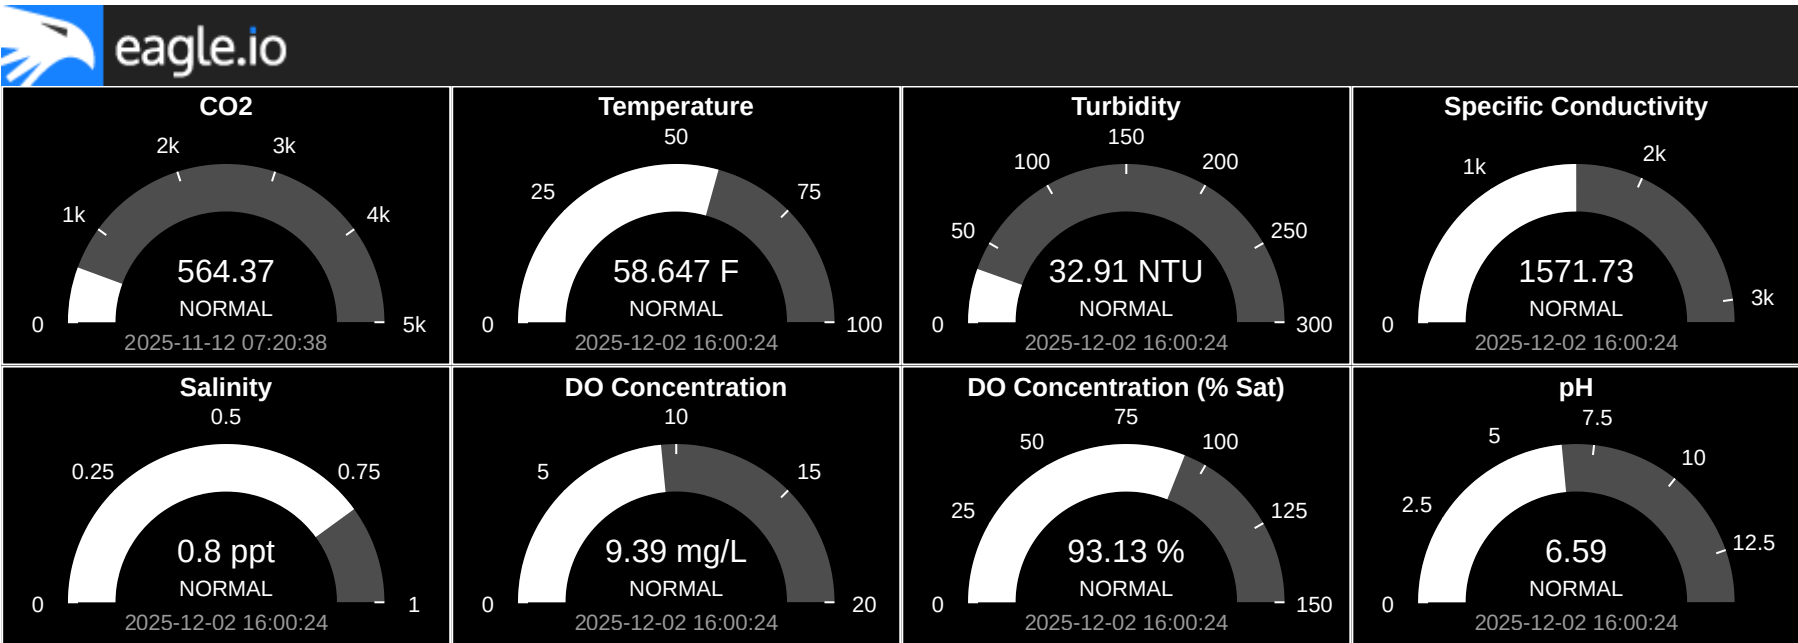 eagle.io
CO2
0
1k
2k
3k
4k
5k
564.37
NORMAL
2025-11-12 07:20:38
Temperature
0
25
50
75
100
58.647 F
NORMAL
2025-12-02 16:00:24
Turbidity
0
50
100
150
200
250
300
32.91 NTU
NORMAL
2025-12-02 16:00:24
Specific Conductivity
0
1k
2k
3k
1571.73
NORMAL
2025-12-02 16:00:24
Salinity
0
0.25
0.5
0.75
1
0.8 ppt
NORMAL
2025-12-02 16:00:24
DO Concentration
0
5
10
15
20
9.39 mg/L
NORMAL
2025-12-02 16:00:24
DO Concentration (% Sat)
0
25
50
75
100
125
150
93.13 %
NORMAL
2025-12-02 16:00:24
pH
0
2.5
5
7.5
10
12.5
6.59
NORMAL
2025-12-02 16:00:24